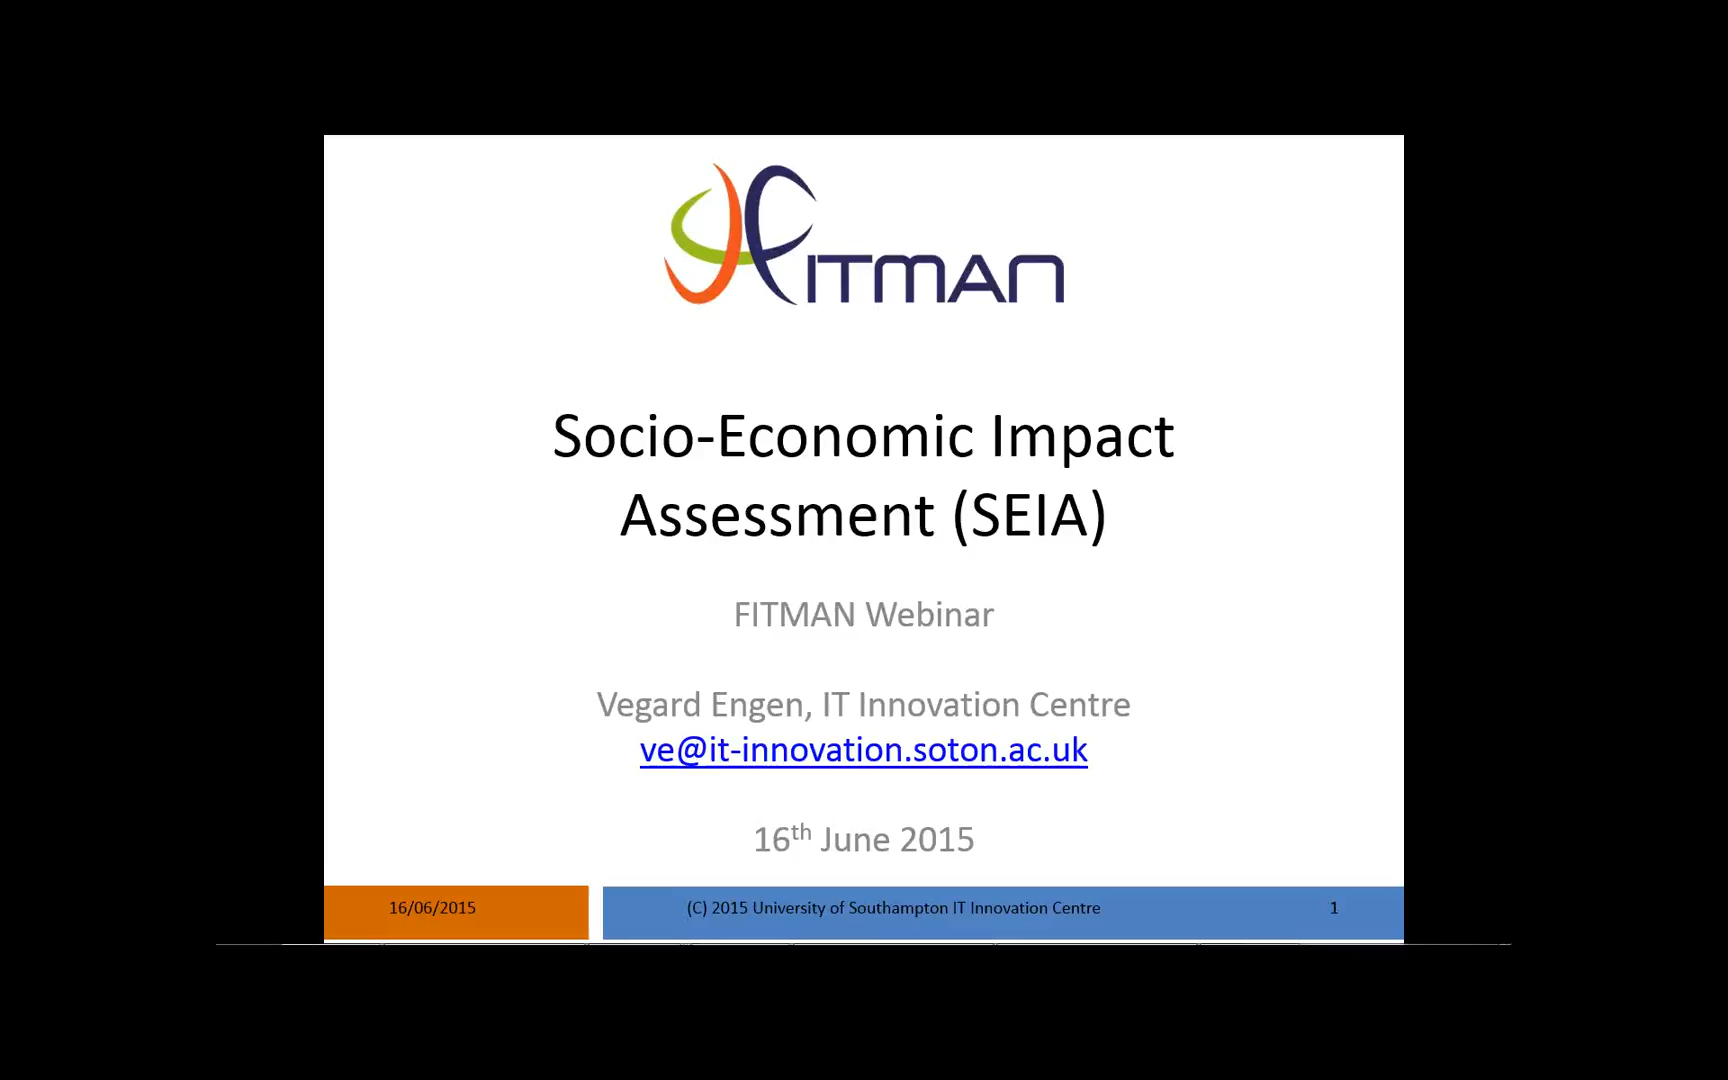 FITMAN
Socio-Economic Impact
Assessment (SEIA)
FITMAN Webinar
Vegard Engen, IT Innovation Centre
ve@it-innovation.soton.ac.uk
16th June 2015
16/06/2015
(C) 2015 University of Southampton IT Innovation Centre
1